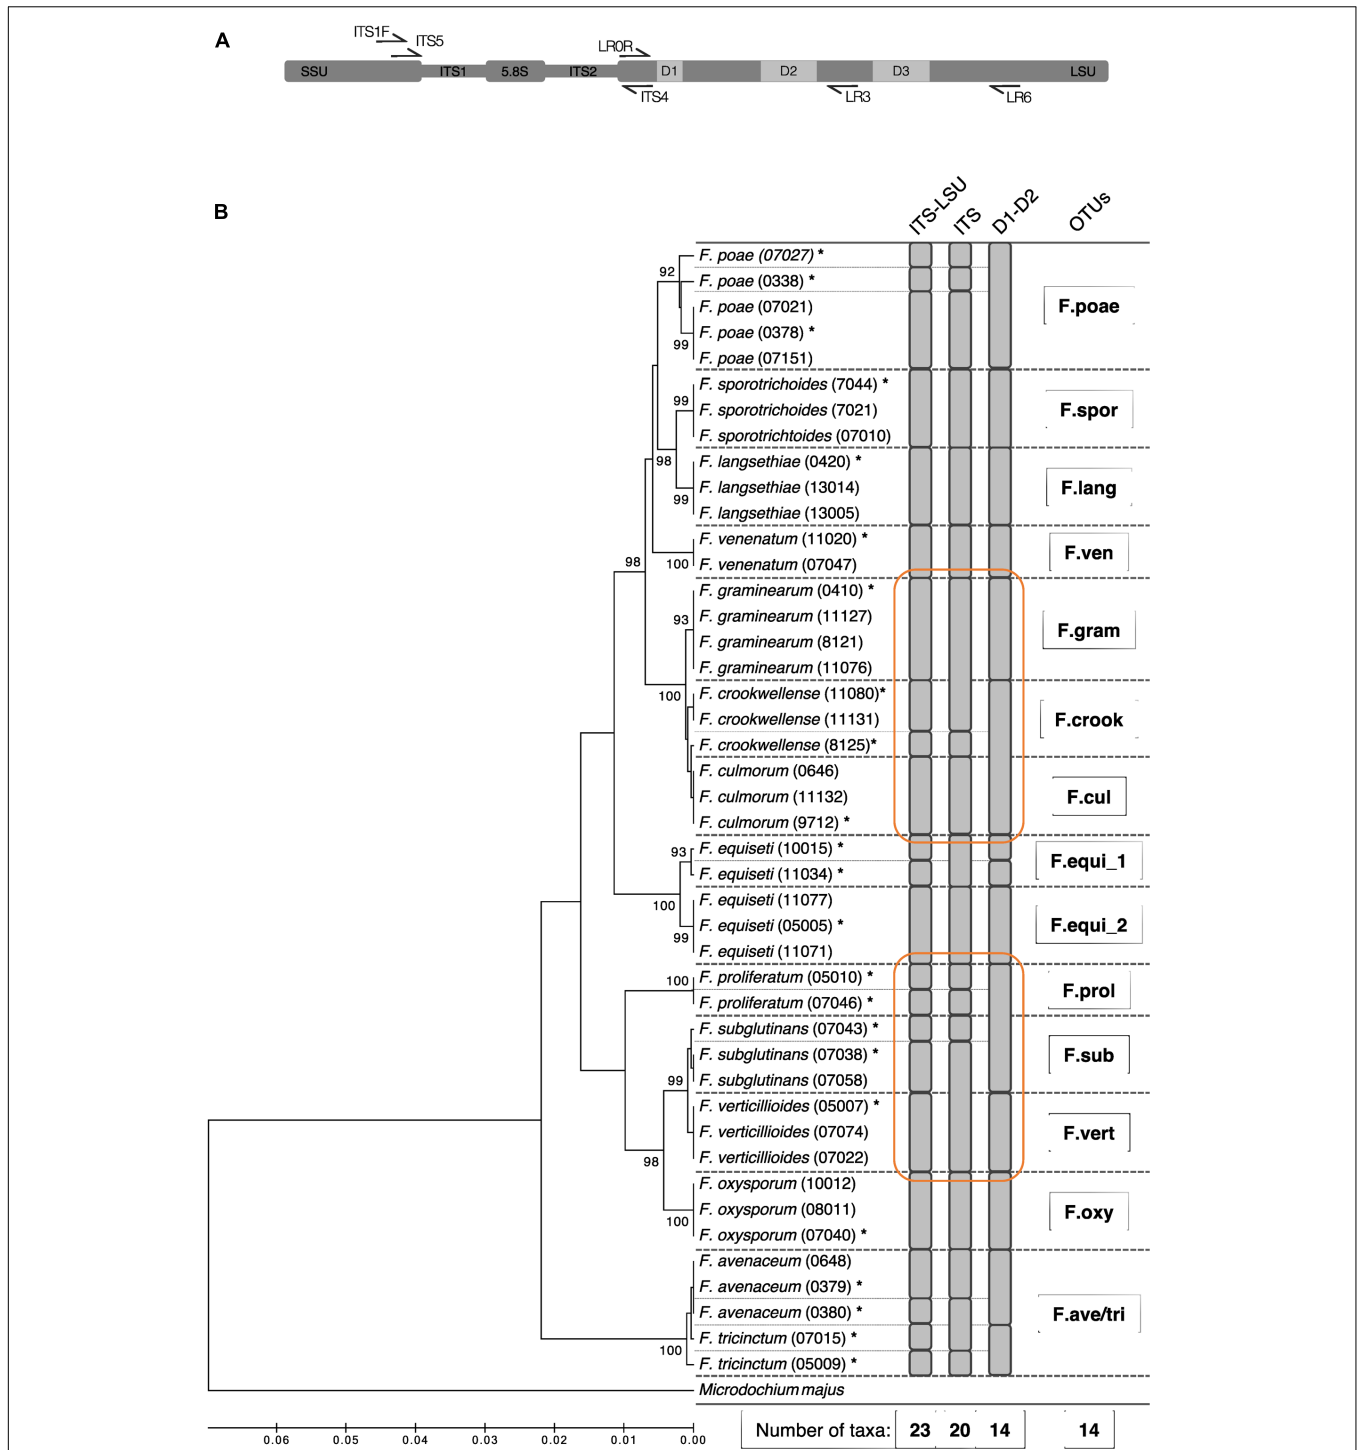 A
ITS1F
ITS5
LR0R
SSU
ITS1
5.8S
ITS2
D1
D2
D3
LSU
ITS4
LR3
LR6
B
ITS-LSU
ITS
D1-D2
OTUs
F. poae (07027) *
92
F. poae (0338) *
F. poae (07021)
F.poae
F. poae (0378) *
99
F. poae (07151)
F. sporotrichoides (7044) *
99
F. sporotrichoides (7021)
F.spor
F. sporotrichtoides (07010)
98
F. langsethiae (0420) *
F. langsethiae (13014)
F.lang
99
F. langsethiae (13005)
F. venenatum (11020) *
F.ven
98
100
F. venenatum (07047)
F. graminearum (0410) *
93
F. graminearum (11127)
F.gram
F. graminearum (8121)
F. graminearum (11076)
100
F. crookwellense (11080)*
F. crookwellense (11131)
F.crook
F. crookwellense (8125)*
F. culmorum (0646)
F. culmorum (11132)
F.cul
F. culmorum (9712) *
93
F. equiseti (10015) *
F.equi_1
F. equiseti (11034) *
100
F. equiseti (11077)
F. equiseti (05005) *
F.equi_2
99
F. equiseti (11071)
100
F. proliferatum (05010) *
F.prol
F. proliferatum (07046) *
F. subglutinans (07043) *
F. subglutinans (07038) *
F.sub
99
F. subglutinans (07058)
F. verticillioides (05007) *
F. verticillioides (07074)
F.vert
98
F. verticillioides (07022)
F. oxysporum (10012)
F. oxysporum (08011)
F.oxy
100
F. oxysporum (07040) *
F. avenaceum (0648)
F. avenaceum (0379) *
F. avenaceum (0380) *
F.ave/tri
F. tricinctum (07015) *
100
F. tricinctum (05009) *
Microdochium majus
Number of taxa: 23 20 14 14
0.06 0.05 0.04 0.03 0.02 0.01 0.00